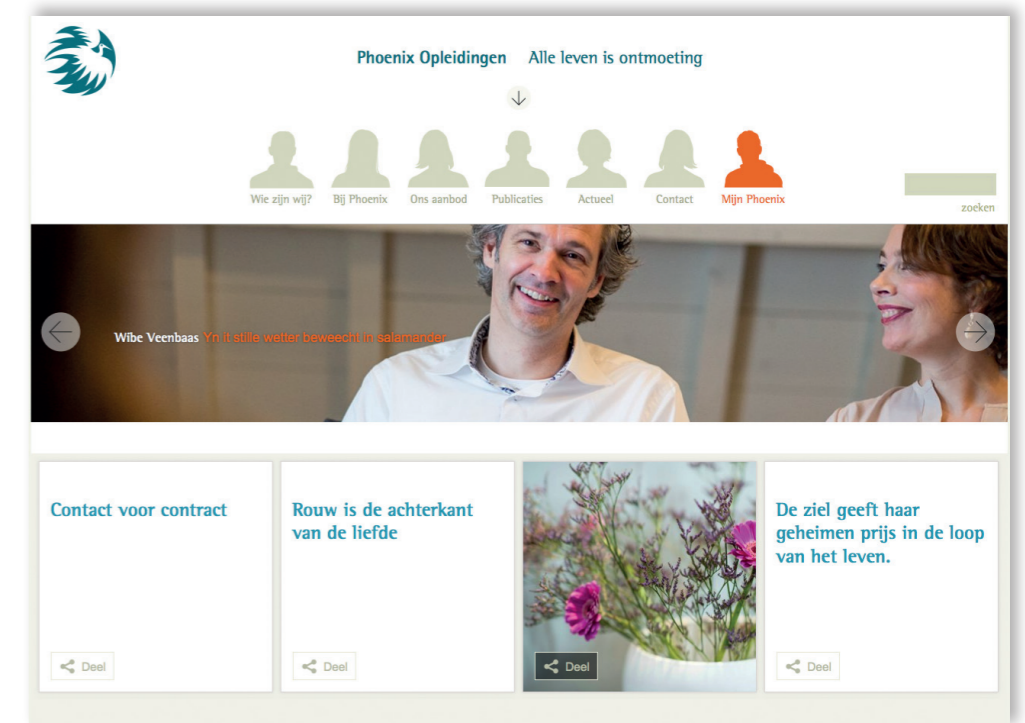 Phoenix Opleidingen Alle leven is ontmoeting
Wie zijn wij? Bij Phoenix Ons aanbod Publicaties Actueel Contact Mijn Phoenix
zoeken
Wibe Veenbaas Yn it stille wetter beweecht in salamander
Contact voor contract
Deel
Rouw is de achterkant
van de liefde
Deel
Deel
De ziel geeft haar
geheimen prijs in de loop
van het leven.
Deel